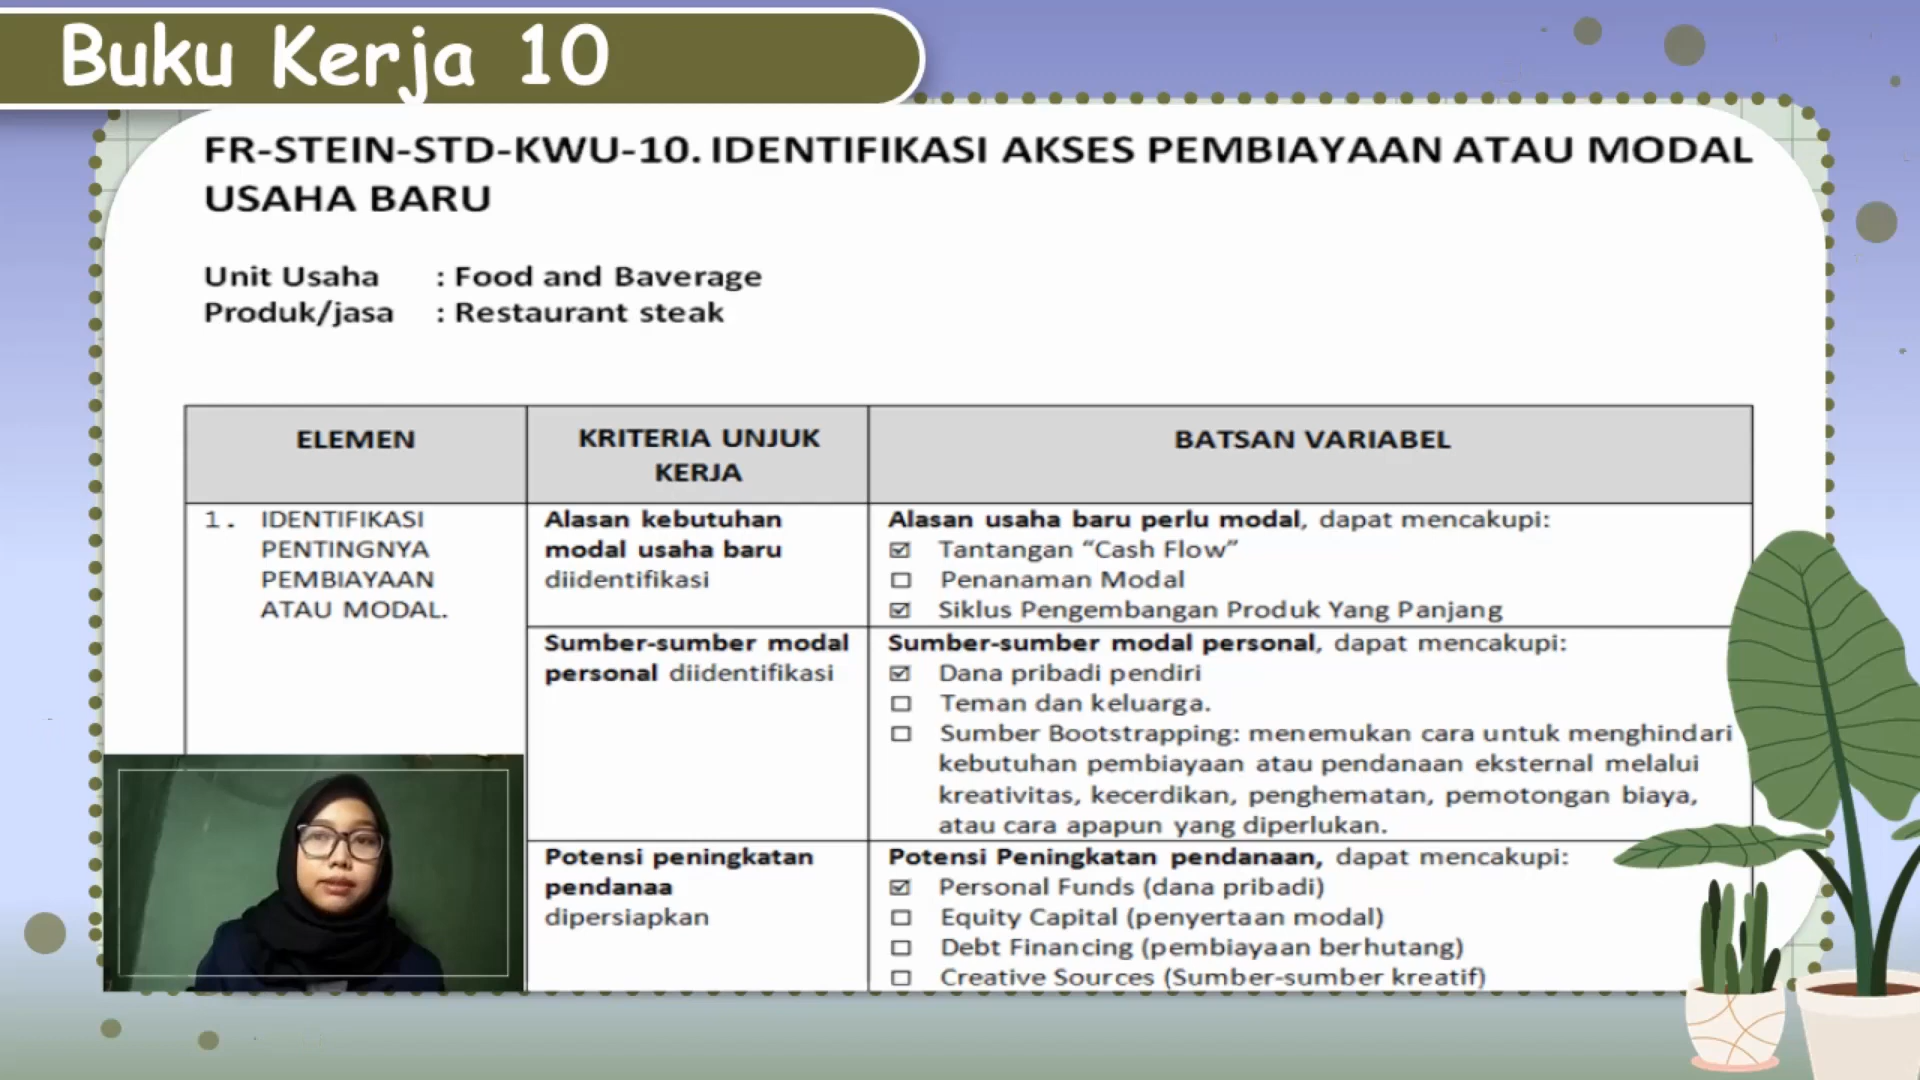 Buku Kerja 10
FR-STEIN-STD-KWU-10. IDENTIFIKASI AKSES PEMBIAYAAN ATAU MODAL
USAHA BARU
Unit Usaha : Food and Baverage
Produk/jasa : Restaurant steak
ELEMEN
KRITERIA UNJUK
KERJA
BATSAN VARIABEL
1. IDENTIFIKASI
PENTINGNYA
PEMBIAYAAN
ATAU MODAL.
Alasan kebutuhan
modal usaha baru
diidentifikasi
Alasan usaha baru perlu modal, dapat mencakupi:
☑ Tantangan “Cash Flow”
☐ Penanaman Modal
☑ Siklus Pengembangan Produk Yang Panjang
Sumber-sumber modal
personal diidentifikasi
Sumber-sumber modal personal, dapat mencakupi:
☑ Dana pribadi pendiri
☐ Teman dan keluarga.
☐ Sumber Bootstrapping: menemukan cara untuk menghindari
kebutuhan pembiayaan atau pendanaan eksternal melalui
kreativitas, kecerdikan, penghematan, pemotongan biaya,
atau cara apapun yang diperlukan.
Potensi peningkatan
pendanaa
dipersiapkan
Potensi Peningkatan pendanaan, dapat mencakupi:
☑ Personal Funds (dana pribadi)
☐ Equity Capital (penyertaan modal)
☐ Debt Financing (pembiayaan berhutang)
☐ Creative Sources (Sumber-sumber kreatif)